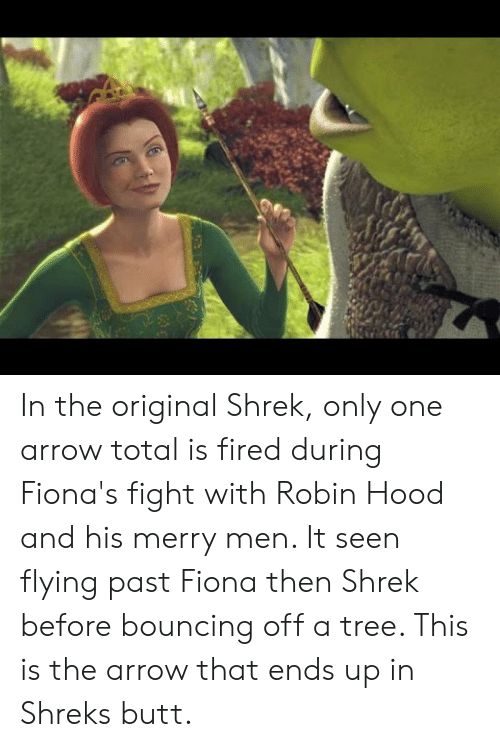 In the original Shrek, only one
arrow total is fired during
Fiona's fight with Robin Hood
and his merry men. It seen
flying past Fiona then Shrek
before bouncing off a tree. This
is the arrow that ends up in
Shreks butt.